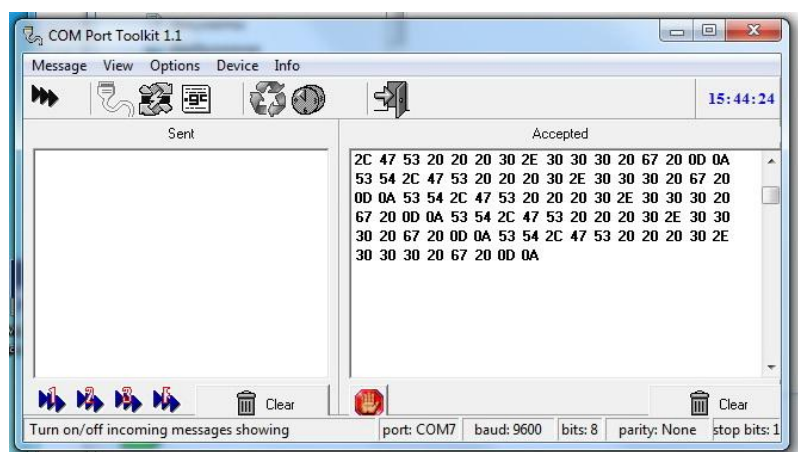 COM Port Toolkit 1.1
Message View Options Device Info
15:44:24
Sent
Accepted
2C 47 53 20 20 20 30 2E 30 30 30 20 67 20 0D 0A
53 54 2C 47 53 20 20 20 30 2E 30 30 30 20 67 20
0D 0A 53 54 2C 47 53 20 20 20 30 2E 30 30 30 20
67 20 0D 0A 53 54 2C 47 53 20 20 20 30 2E 30 30
30 20 67 20 0D 0A 53 54 2C 47 53 20 20 20 30 2E
30 30 30 20 67 20 0D 0A
Clear
Clear
Turn on/off incoming messages showing port: COM7 baud: 9600 bits: 8 parity: None stop bits: 1